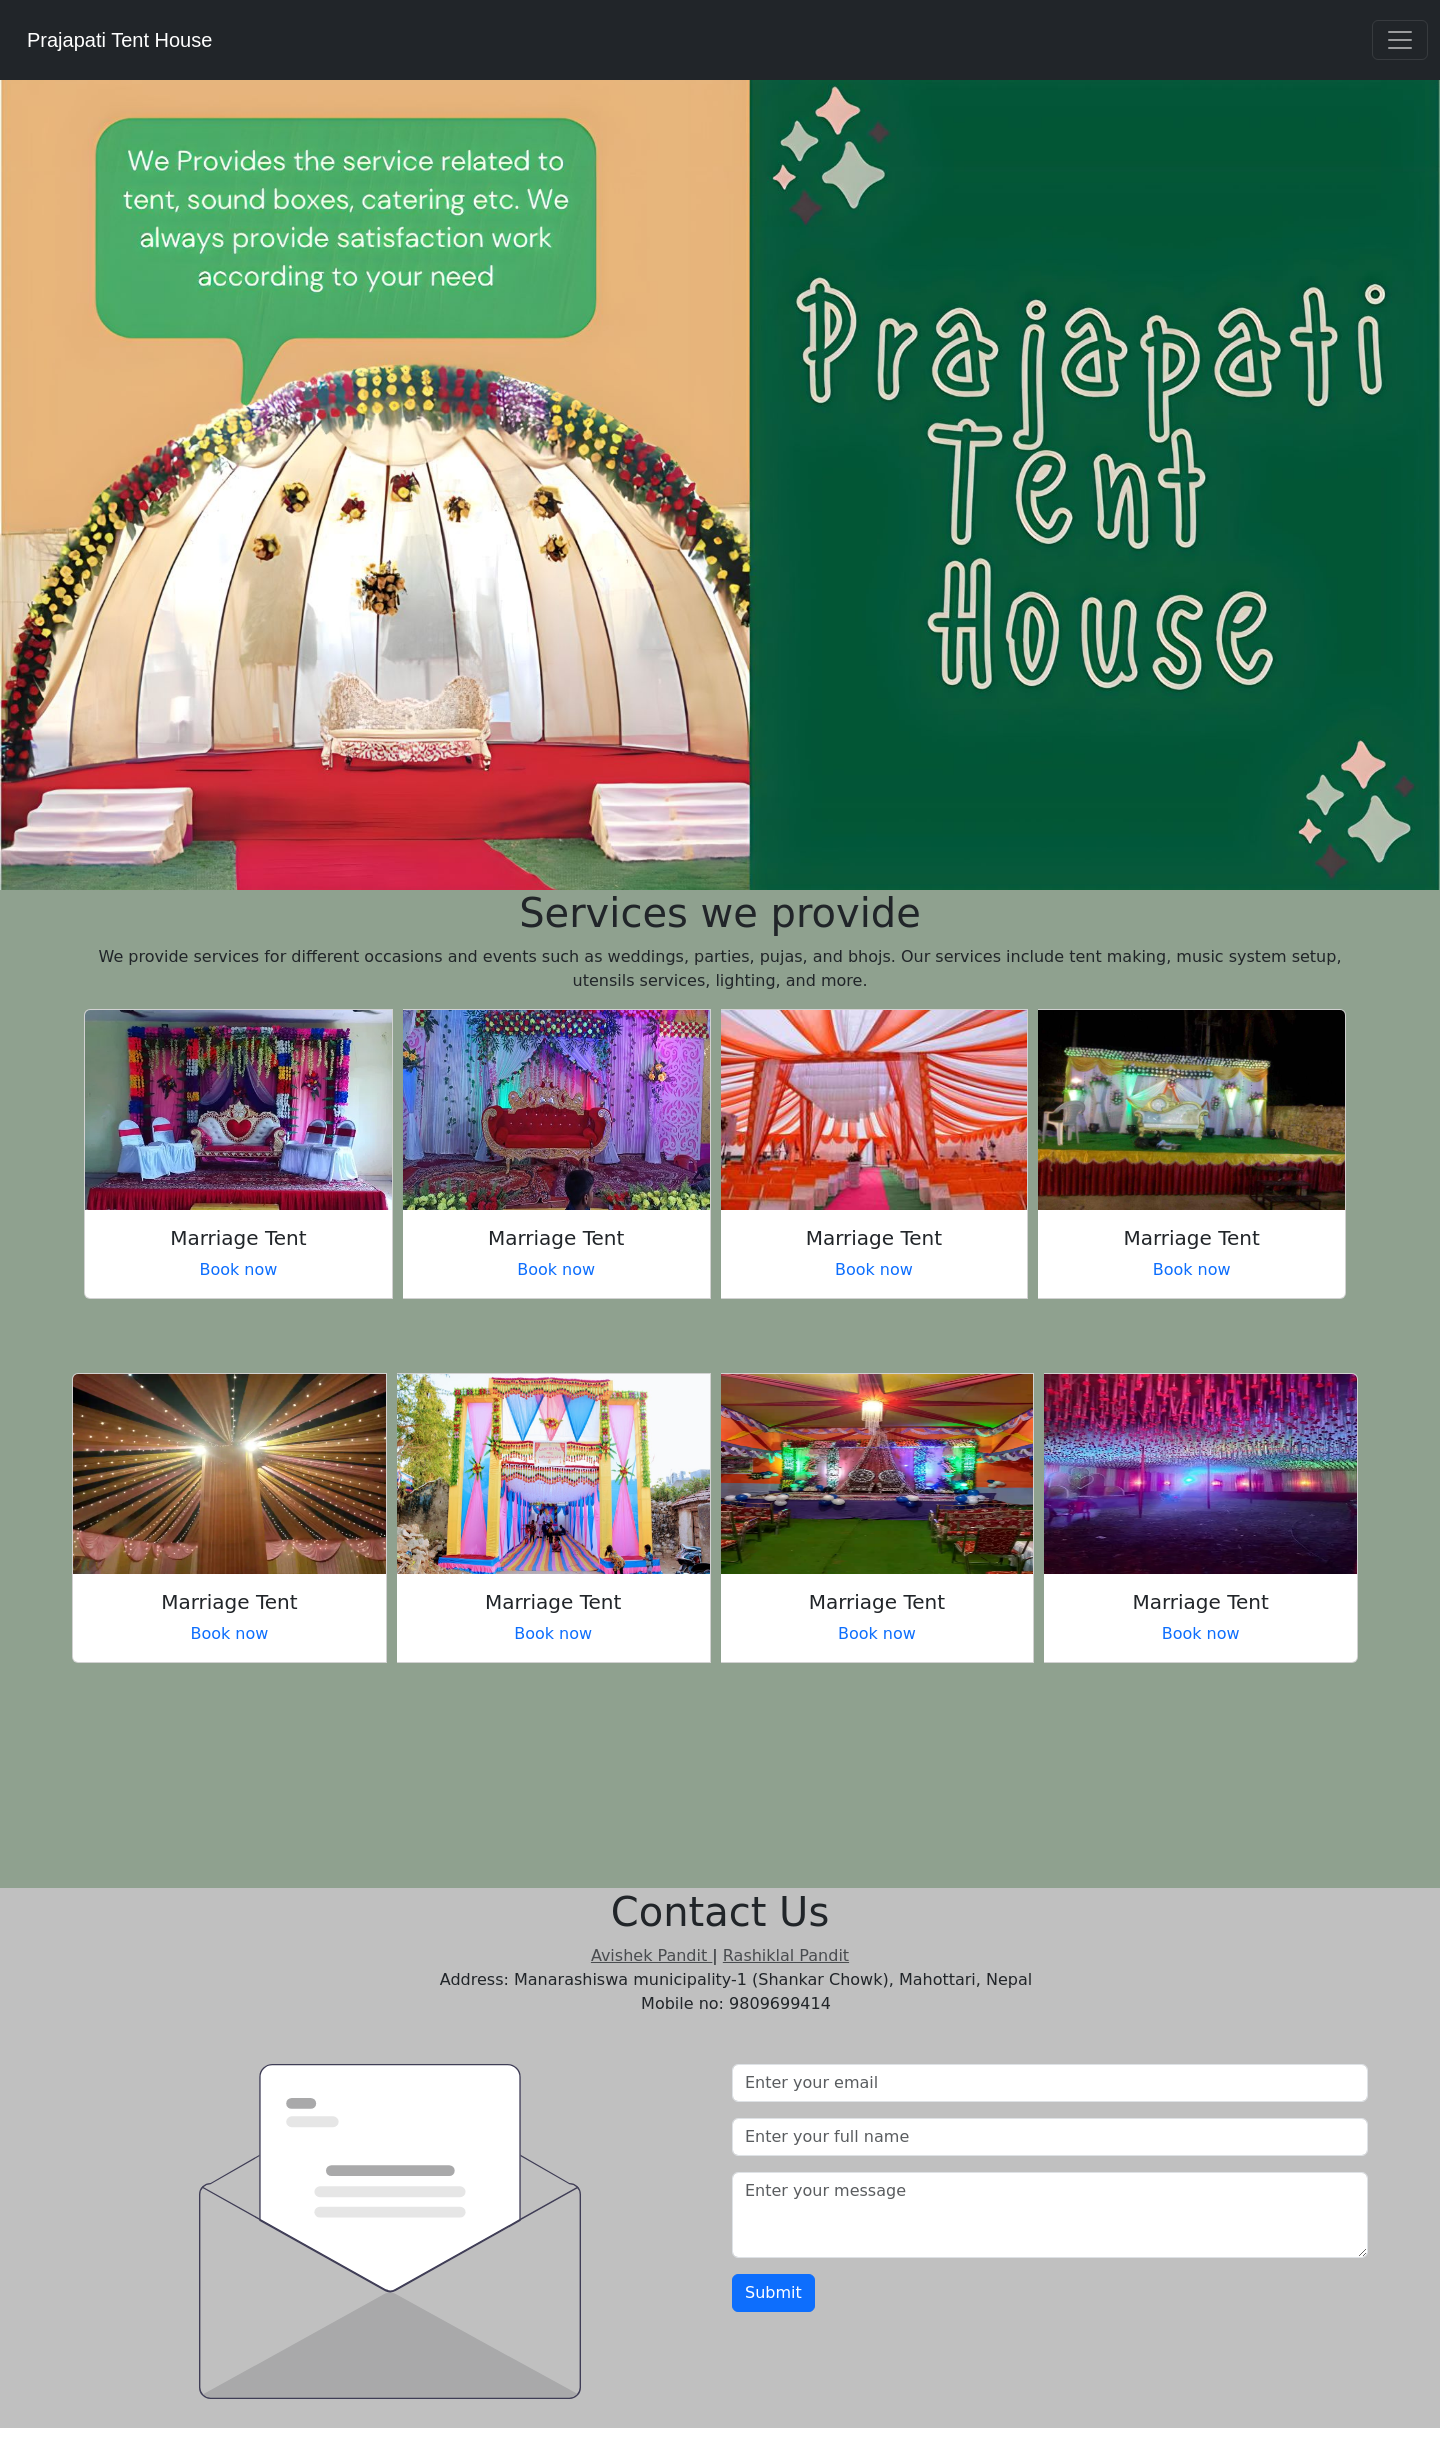 Prajapati Tent House
We Provides the service related to
tent, sound boxes, catering etc. We
always provide satisfaction work
according to your need
Prajapati
Tent
House
Services we provide
We provide services for different occasions and events such as weddings, parties, pujas, and bhojs. Our services include tent making, music system setup,
utensils services, lighting, and more.
Marriage Tent
Book now
Marriage Tent
Book now
Marriage Tent
Book now
Marriage Tent
Book now
Marriage Tent
Book now
Marriage Tent
Book now
Marriage Tent
Book now
Marriage Tent
Book now
Contact Us
Avishek Pandit | Rashiklal Pandit
Address: Manarashiswa municipality-1 (Shankar Chowk), Mahottari, Nepal
Mobile no: 9809699414
Enter your email
Enter your full name
Enter your message
Submit